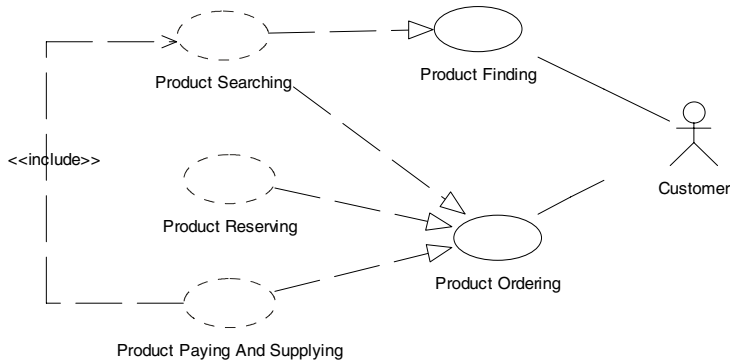 Product Searching
Product Finding
<<include>>
Customer
Product Reserving
Product Ordering
Product Paying And Supplying